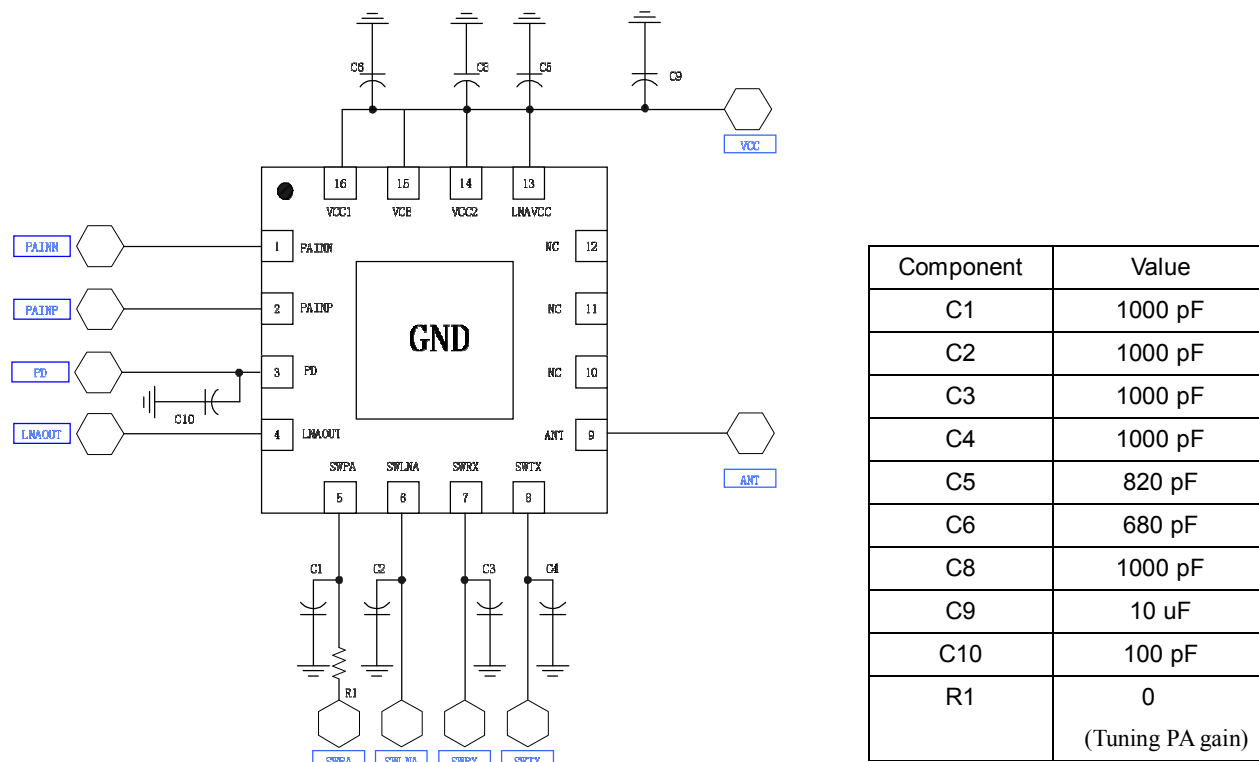 C6
C8
C5
C9
VCC
16
15
14
13
VCC1
VCB
VCC2
LNAVCC
PAINN
1
PAINN
NC
12
PAINP
2
PAINP
NC
11
GND
PD
3
PD
NC
10
C10
LNAOUT
4
LNAOUT
ANT
9
ANT
SWPA
SWLNA
SWRX
SWTX
5
6
7
8
C1
C2
C3
C4
R1
SWPA
SWLNA
SWRX
SWTX
Component Value
C1 1000 pF
C2 1000 pF
C3 1000 pF
C4 1000 pF
C5 820 pF
C6 680 pF
C8 1000 pF
C9 10 uF
C10 100 pF
R1 0
(Tuning PA gain)